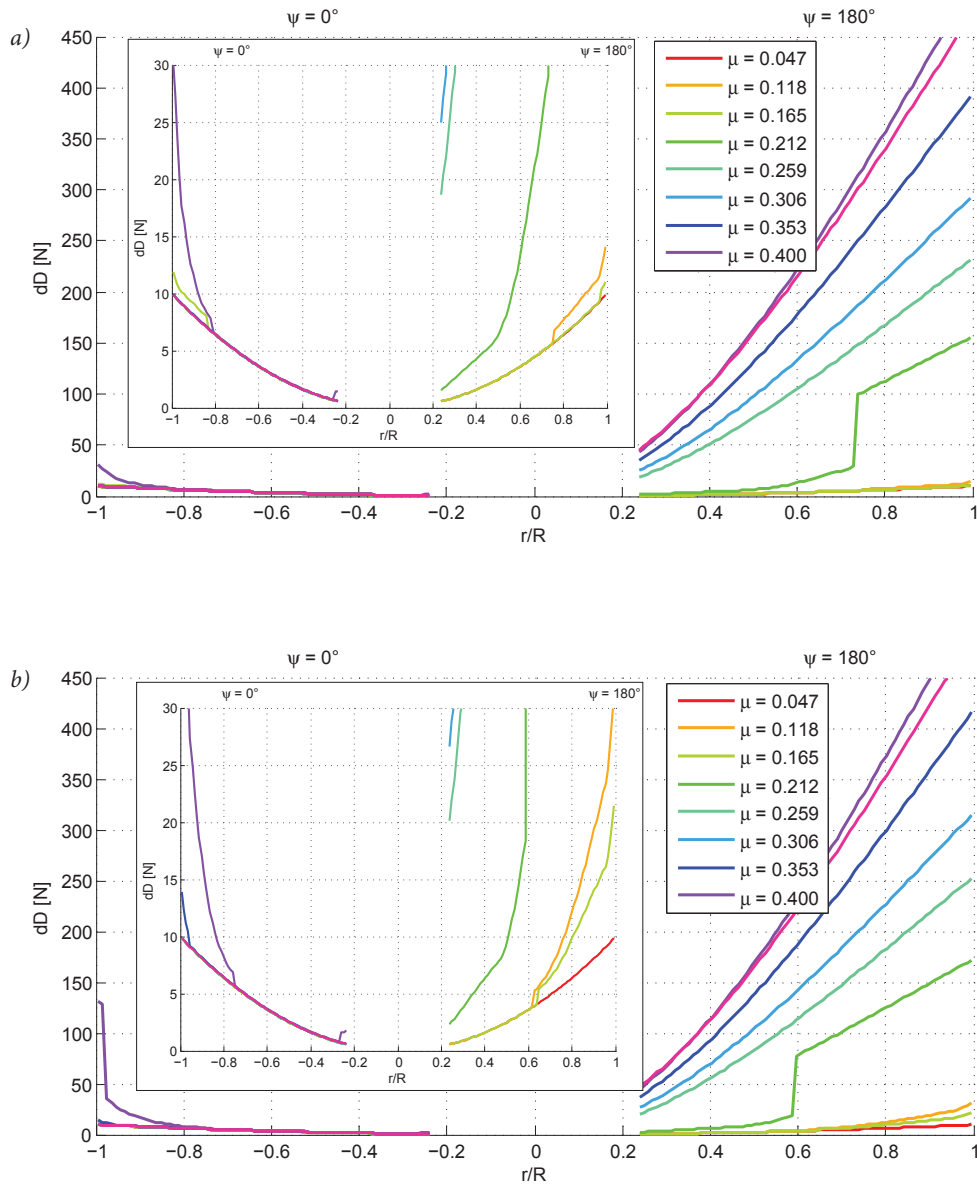 a)
ψ = 0°
ψ = 180°
450
400
350
300
250
200
150
100
50
0
dD [N]
−1
−0.8
−0.6
−0.4
−0.2
0
0.2
0.4
0.6
0.8
1
r/R
ψ = 0°
ψ = 180°
30
25
20
15
10
5
0
dD [N]
-1
-0.8
-0.6
-0.4
-0.2
0
0.2
0.4
0.6
0.8
1
r/R
μ = 0.047
μ = 0.118
μ = 0.165
μ = 0.212
μ = 0.259
μ = 0.306
μ = 0.353
μ = 0.400
b)
ψ = 0°
ψ = 180°
450
400
350
300
250
200
150
100
50
0
dD [N]
−1
−0.8
−0.6
−0.4
−0.2
0
0.2
0.4
0.6
0.8
1
r/R
ψ = 0°
ψ = 180°
30
25
20
15
10
5
0
dD [N]
-1
-0.8
-0.6
-0.4
-0.2
0
0.2
0.4
0.6
0.8
1
r/R
μ = 0.047
μ = 0.118
μ = 0.165
μ = 0.212
μ = 0.259
μ = 0.306
μ = 0.353
μ = 0.400